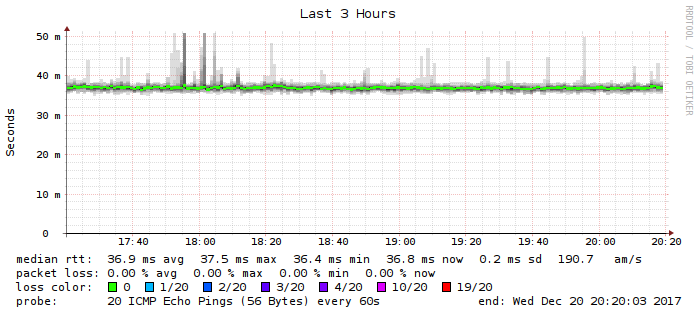 Last 3 Hours
RRDTOOL / TOBI OETIKER
Seconds
50 m
40 m
30 m
20 m
10 m
0
17:40 18:00 18:20 18:40 19:00 19:20 19:40 20:00 20:20
median rtt: 36.9 ms avg 37.5 ms max 36.4 ms min 36.8 ms now 0.2 ms sd 190.7 am/s
packet loss: 0.00 % avg 0.00 % max 0.00 % min 0.00 % now
loss color: 0 1/20 2/20 3/20 4/20 10/20 19/20
probe: 20 ICMP Echo Pings (56 Bytes) every 60s end: Wed Dec 20 20:20:03 2017